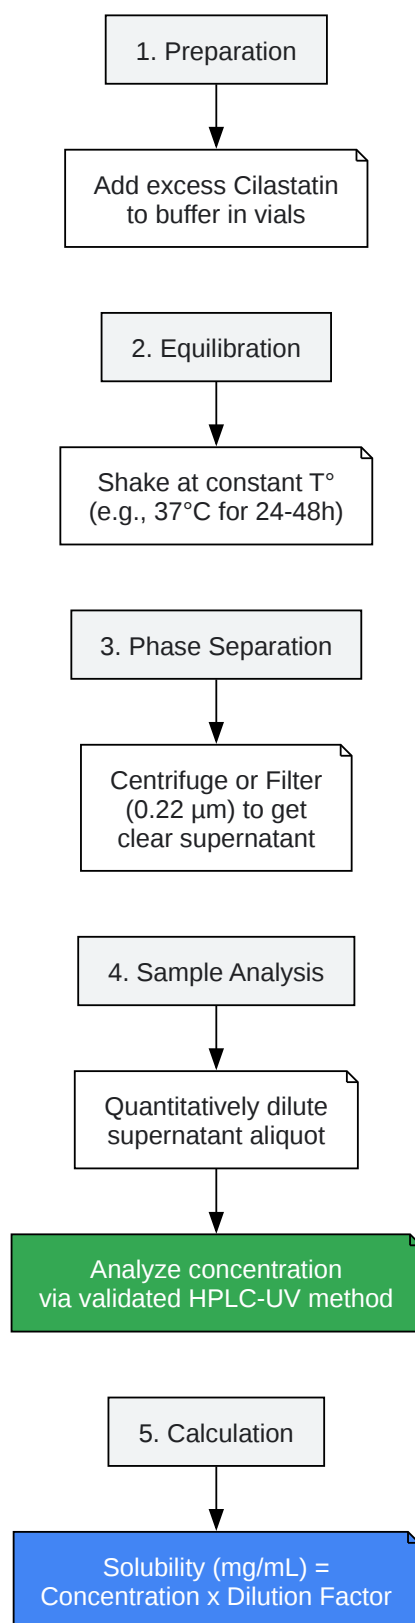 1. Preparation
Add excess Cilastatin
to buffer in vials
2. Equilibration
Shake at constant T°
(e.g., 37°C for 24-48h)
3. Phase Separation
Centrifuge or Filter
(0.22 µm) to get
clear supernatant
4. Sample Analysis
Quantitatively dilute
supernatant aliquot
Analyze concentration
via validated HPLC-UV method
5. Calculation
Solubility (mg/mL) =
Concentration x Dilution Factor